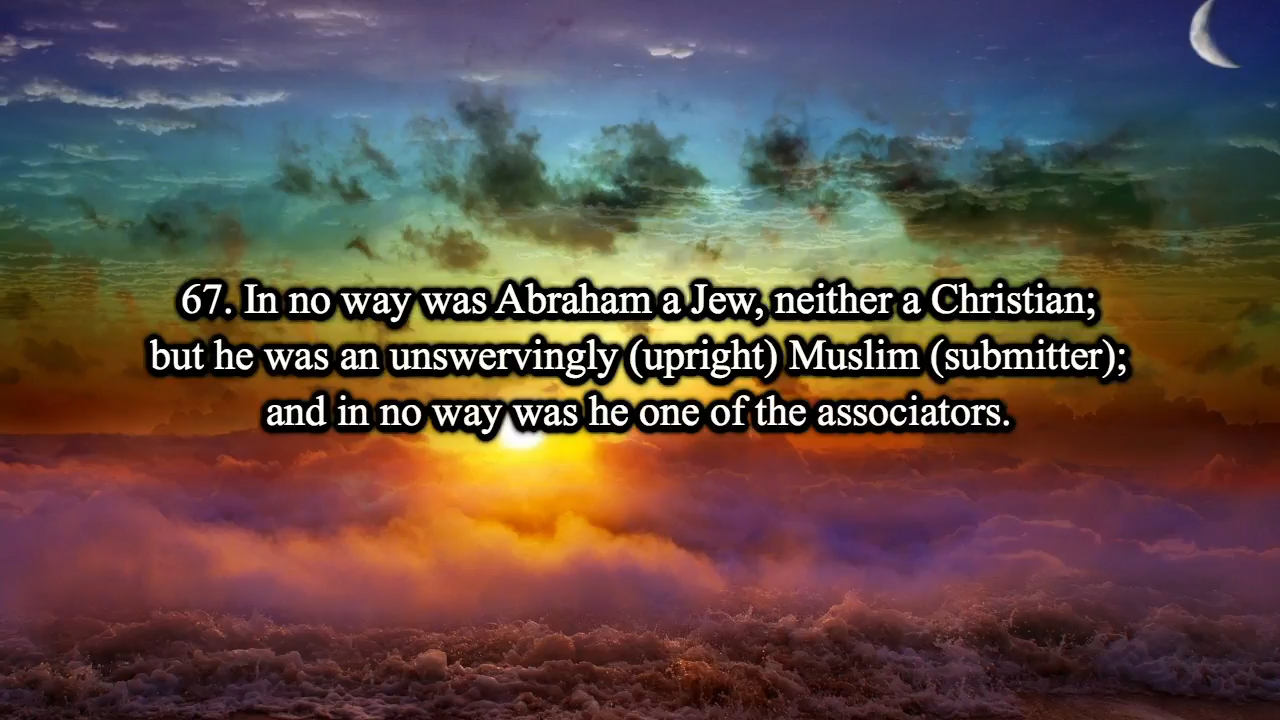 67. In no way was Abraham a Jew, neither a Christian;
but he was an unswervingly (upright) Muslim (submitter);
and in no way was he one of the associators.